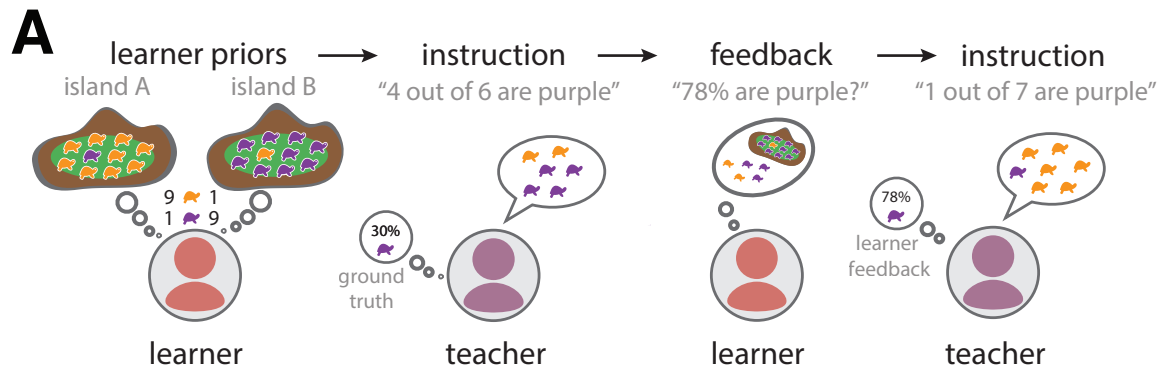 A
learner priors → instruction → feedback → instruction
island A island B “4 out of 6 are purple” “78% are purple?” “1 out of 7 are purple”
9 1
1 9
30%
ground
truth
78%
learner
feedback
learner teacher learner teacher